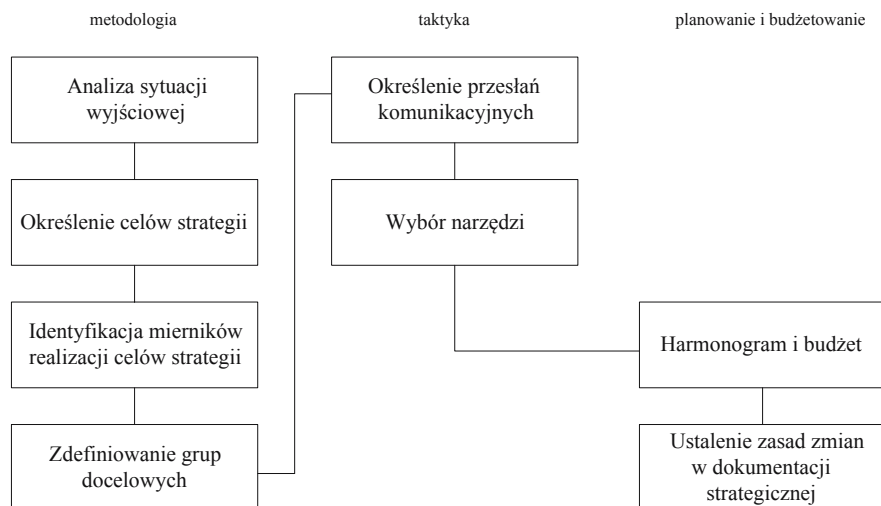 metodologia
taktyka
planowanie i budżetowanie
Analiza sytuacji
wyjściowej
Określenie celów strategii
Identyfikacja mierników
realizacji celów strategii
Zdefiniowanie grup
docelowych
Określenie przesłań
komunikacyjnych
Wybór narzędzi
Harmonogram i budżet
Ustalenie zasad zmian
w dokumentacji
strategicznej